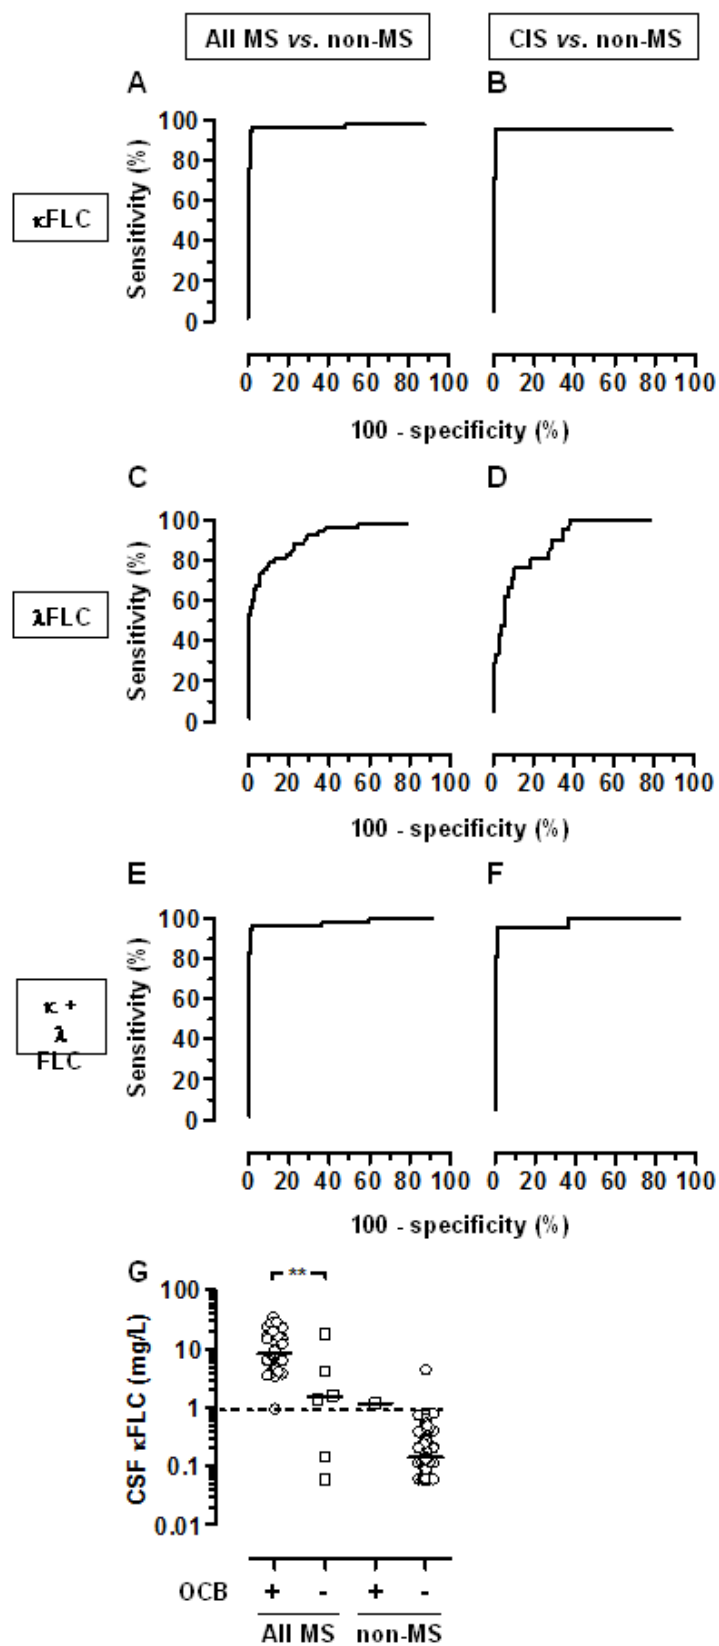 All MS vs. non-MS
CIS vs. non-MS
A
B
κFLC
Sensitivity (%)
100
80
60
40
20
0
0 20 40 60 80 100
0 20 40 60 80 100
100 - specificity (%)
C
D
λFLC
Sensitivity (%)
100
80
60
40
20
0
0 20 40 60 80 100
0 20 40 60 80 100
100 - specificity (%)
E
F
κ +
λ
FLC
Sensitivity (%)
100
80
60
40
20
0
0 20 40 60 80 100
0 20 40 60 80 100
100 - specificity (%)
G
**
CSF κFLC (mg/L)
100
10
1
0.1
0.01
OCB + - + -
All MS non-MS